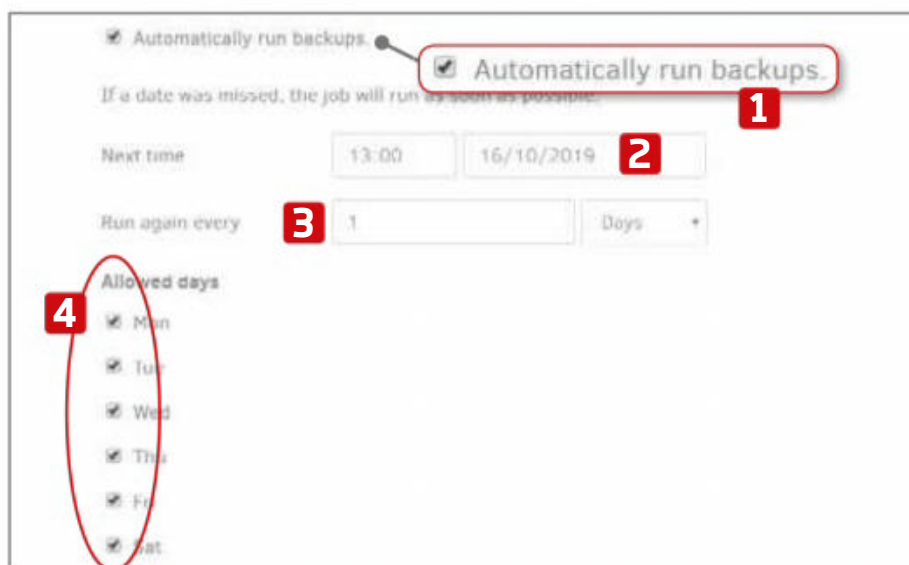 Automatically run backups.
Automatically run backups.
1
If a date was missed, the job will run as soon as possible.
Next time 13:00 16/10/2019 2
Run again every 3 1 Days
Allowed days
4
Mon
Tue
Wed
Thu
Fri
Sat